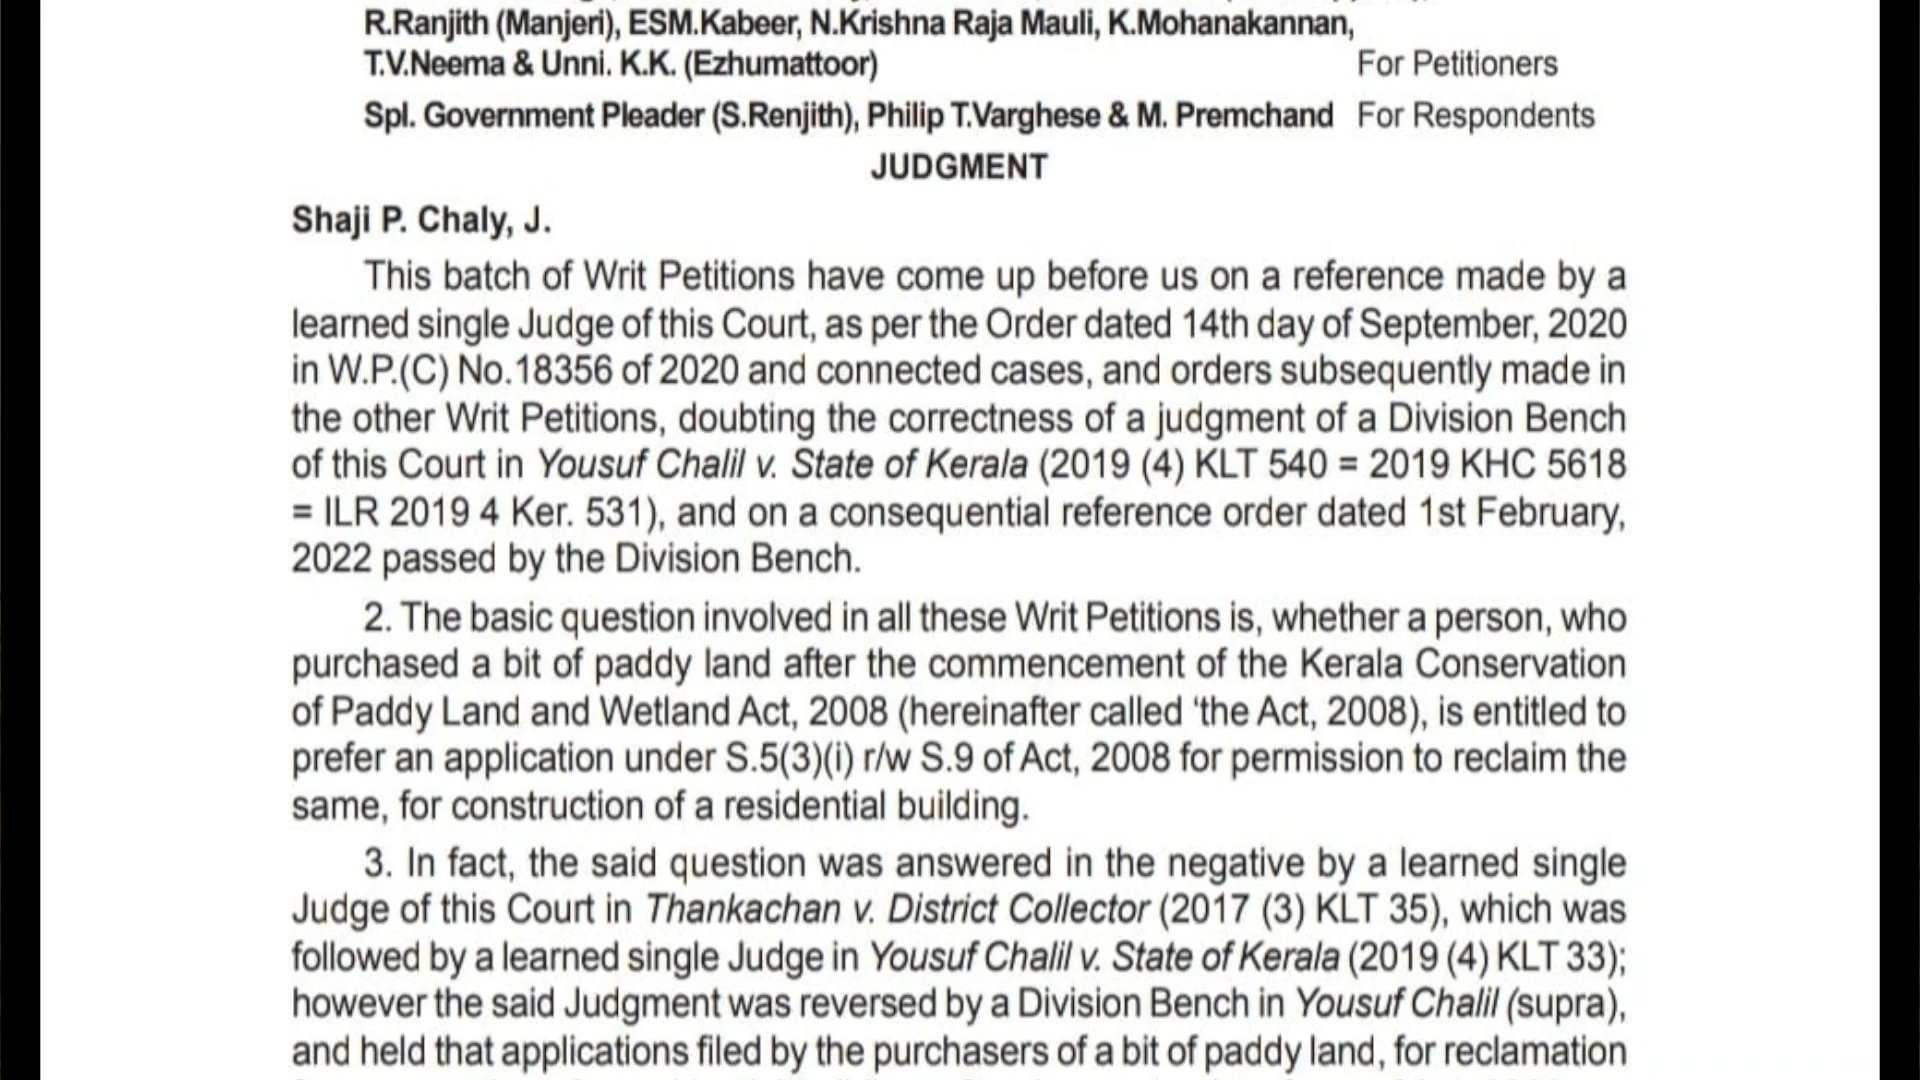 R.Ranjith (Manjeri), ESM.Kabeer, N.Krishna Raja Mauli, K.Mohanakannan,
T.V.Neema & Unni. K.K. (Ezhumattoor) For Petitioners
Spl. Government Pleader (S.Renjith), Philip T.Varghese & M. Premchand For Respondents
JUDGMENT
Shaji P. Chaly, J.
This batch of Writ Petitions have come up before us on a reference made by a
learned single Judge of this Court, as per the Order dated 14th day of September, 2020
in W.P.(C) No.18356 of 2020 and connected cases, and orders subsequently made in
the other Writ Petitions, doubting the correctness of a judgment of a Division Bench
of this Court in Yousuf Chalil v. State of Kerala (2019 (4) KLT 540 = 2019 KHC 5618
= ILR 2019 4 Ker. 531), and on a consequential reference order dated 1st February,
2022 passed by the Division Bench.
2. The basic question involved in all these Writ Petitions is, whether a person, who
purchased a bit of paddy land after the commencement of the Kerala Conservation
of Paddy Land and Wetland Act, 2008 (hereinafter called ‘the Act, 2008), is entitled to
prefer an application under S.5(3)(i) r/w S.9 of Act, 2008 for permission to reclaim the
same, for construction of a residential building.
3. In fact, the said question was answered in the negative by a learned single
Judge of this Court in Thankachan v. District Collector (2017 (3) KLT 35), which was
followed by a learned single Judge in Yousuf Chalil v. State of Kerala (2019 (4) KLT 33);
however the said Judgment was reversed by a Division Bench in Yousuf Chalil (supra),
and held that applications filed by the purchasers of a bit of paddy land, for reclamation